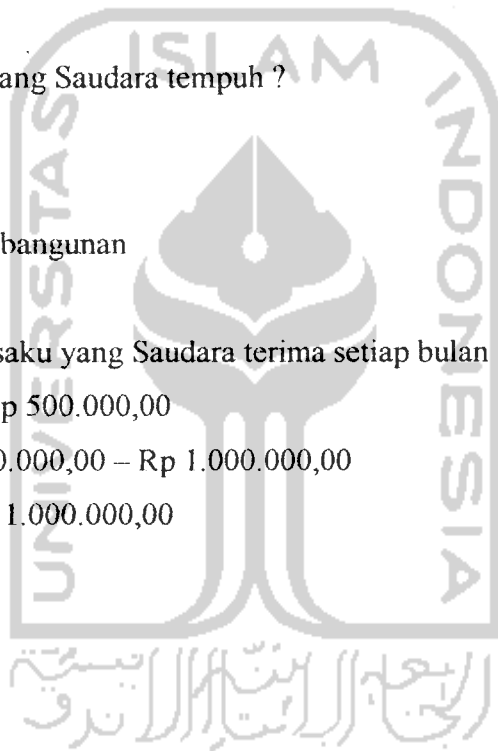 ISLAM
UNIVERSITAS
INDONESIA
ang Saudara tempuh ?
bangunan
saku yang Saudara terima setiap bulan
p 500.000,00
0.000,00 – Rp 1.000.000,00
1.000.000,00